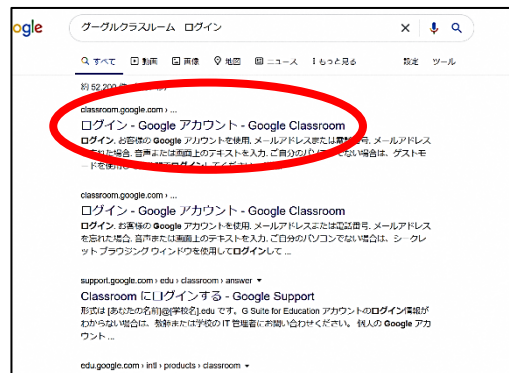 ogle
グーグルクラスルーム ログイン
すべて 動画 画像 地図 ニュース もっと見る 設定 ツール
約 52,200
classroom.google.com › ...
ログイン - Google アカウント - Google Classroom
ログイン. お客様の Google アカウントを使用. メールアドレスまたは電話番号. メールアドレス
を忘れた場合. 音声または画面上のテキストを入力. ご自分のパソコンでない場合は、ゲストモ
ードを使用して
classroom.google.com › ...
ログイン - Google アカウント - Google Classroom
ログイン. お客様の Google アカウントを使用. メールアドレスまたは電話番号. メールアドレス
を忘れた場合. 音声または画面上のテキストを入力. ご自分のパソコンでない場合は、シークレ
ット ブラウジング ウィンドウを使用してログインして ...
support.google.com › edu › classroom › answer
Classroom にログインする - Google Support
形式は [あなたの名前]@[学校名].edu です。G Suite for Education アカウントのログイン情報が
わからない場合は、教師または学校の IT 管理者にお問い合わせください。 個人の Google アカ
ウント ...
edu.google.com › intl › products › classroom